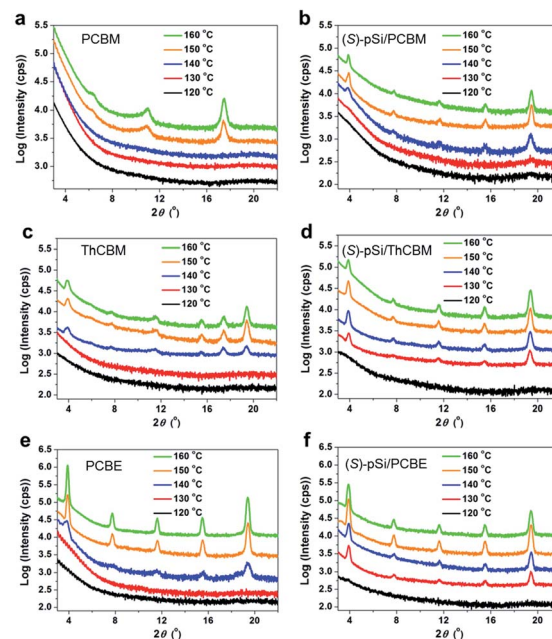 a
PCBM
160 °C
150 °C
140 °C
130 °C
120 °C
Log (Intensity (cps))
5.5
5.0
4.5
4.0
3.5
3.0
4 8 12 16 20
2θ (°)
b
(S)-pSi/PCBM
160 °C
150 °C
140 °C
130 °C
120 °C
Log (Intensity (cps))
5.5
5.0
4.5
4.0
3.5
3.0
2.5
2.0
4 8 12 16 20
2θ (°)
c
ThCBM
160 °C
150 °C
140 °C
130 °C
120 °C
Log (Intensity (cps))
5.5
5.0
4.5
4.0
3.5
3.0
2.5
2.0
4 8 12 16 20
2θ (°)
d
(S)-pSi/ThCBM
160 °C
150 °C
140 °C
130 °C
120 °C
Log (Intensity (cps))
5.5
5.0
4.5
4.0
3.5
3.0
2.5
2.0
4 8 12 16 20
2θ (°)
e
PCBE
160 °C
150 °C
140 °C
130 °C
120 °C
Log (Intensity (cps))
6.5
6.0
5.5
5.0
4.5
4.0
3.5
3.0
2.5
2.0
4 8 12 16 20
2θ (°)
f
(S)-pSi/PCBE
160 °C
150 °C
140 °C
130 °C
120 °C
Log (Intensity (cps))
6.5
6.0
5.5
5.0
4.5
4.0
3.5
3.0
2.5
2.0
4 8 12 16 20
2θ (°)